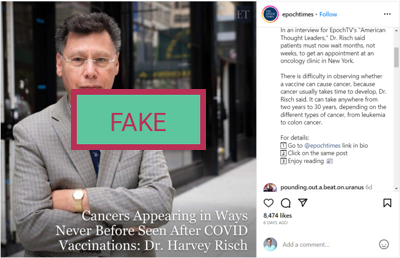 ET
FAKE
Cancers Appearing in Ways
Never Before Seen After COVID
Vaccinations: Dr. Harvey Risch
epochtimes • Follow
In an interview for EpochTV's "American
Thought Leaders," Dr. Risch said
patients must now wait months, not
weeks, to get an appointment at an
oncology clinic in New York.
There is difficulty in observing whether
a vaccine can cause cancer, because
cancer usually takes time to develop, Dr.
Risch said. It can take anywhere from
two years to 30 years, depending on the
different types of cancer, from leukemia
to colon cancer.
For details:
1 Go to @epochtimes link in bio
2 Click on the same post
3 Enjoy reading
pounding.out.a.beat.on.uranus 6d
8,474 likes
6 DAYS AGO
Add a comment...